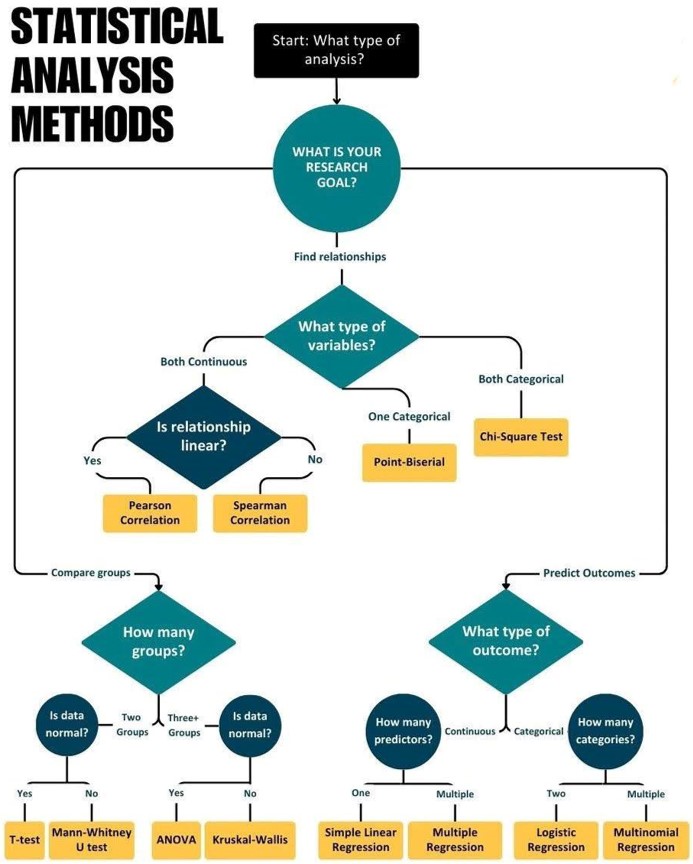 STATISTICAL
ANALYSIS
METHODS
Start: What type of
analysis?
WHAT IS YOUR
RESEARCH
GOAL?
Find relationships
What type of
variables?
Both Continuous
Both Categorical
One Categorical
Is relationship
linear?
Chi-Square Test
Yes
No
Point-Biserial
Pearson
Correlation
Spearman
Correlation
Compare groups
Predict Outcomes
How many
groups?
What type of
outcome?
Is data
normal?
Two
Groups
Three+
Groups
Is data
normal?
How many
predictors?
Continuous
Categorical
How many
categories?
Yes
No
Yes
No
One
Multiple
Two
Multiple
T-test
Mann-Whitney
U test
ANOVA
Kruskal-Wallis
Simple Linear
Regression
Multiple
Regression
Logistic
Regression
Multinomial
Regression